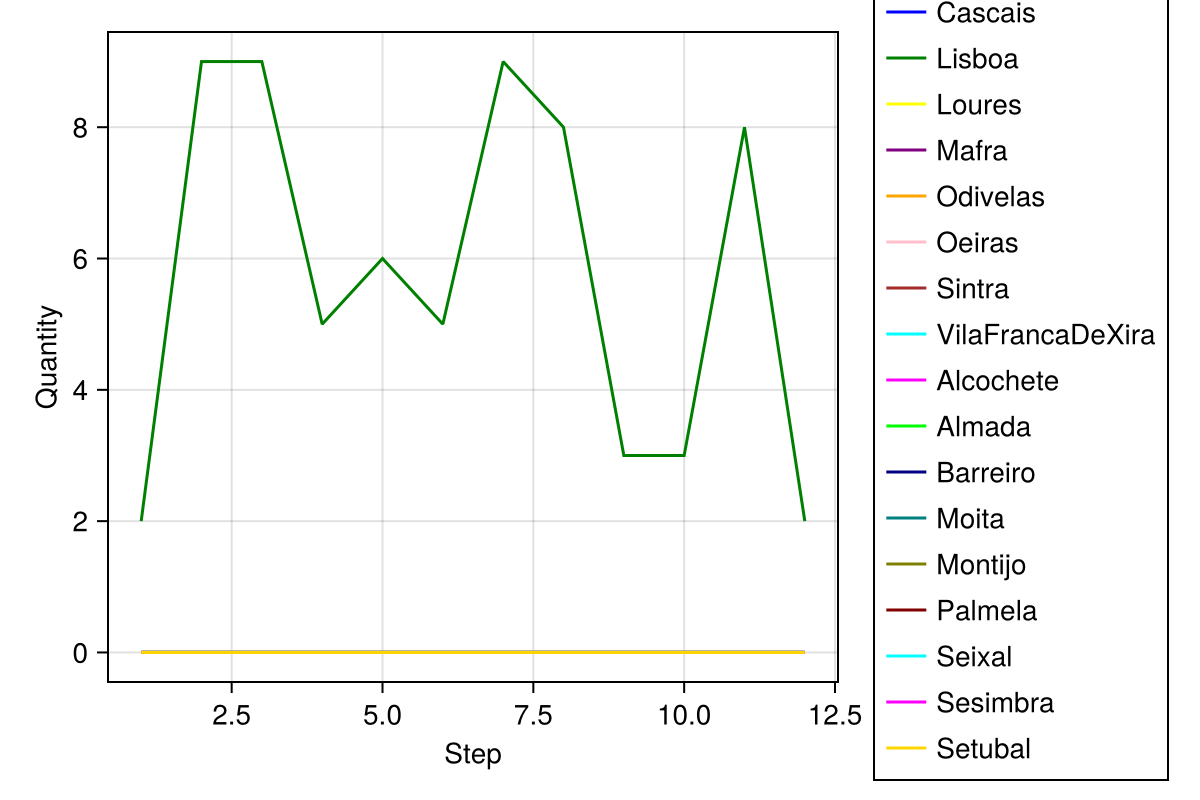 Quantity
8
6
4
2
0
2.5 5.0 7.5 10.0 12.5
Step
Cascais
Lisboa
Loures
Mafra
Odivelas
Oeiras
Sintra
VilaFrancaDeXira
Alcochete
Almada
Barreiro
Moita
Montijo
Palmela
Seixal
Sesimbra
Setubal